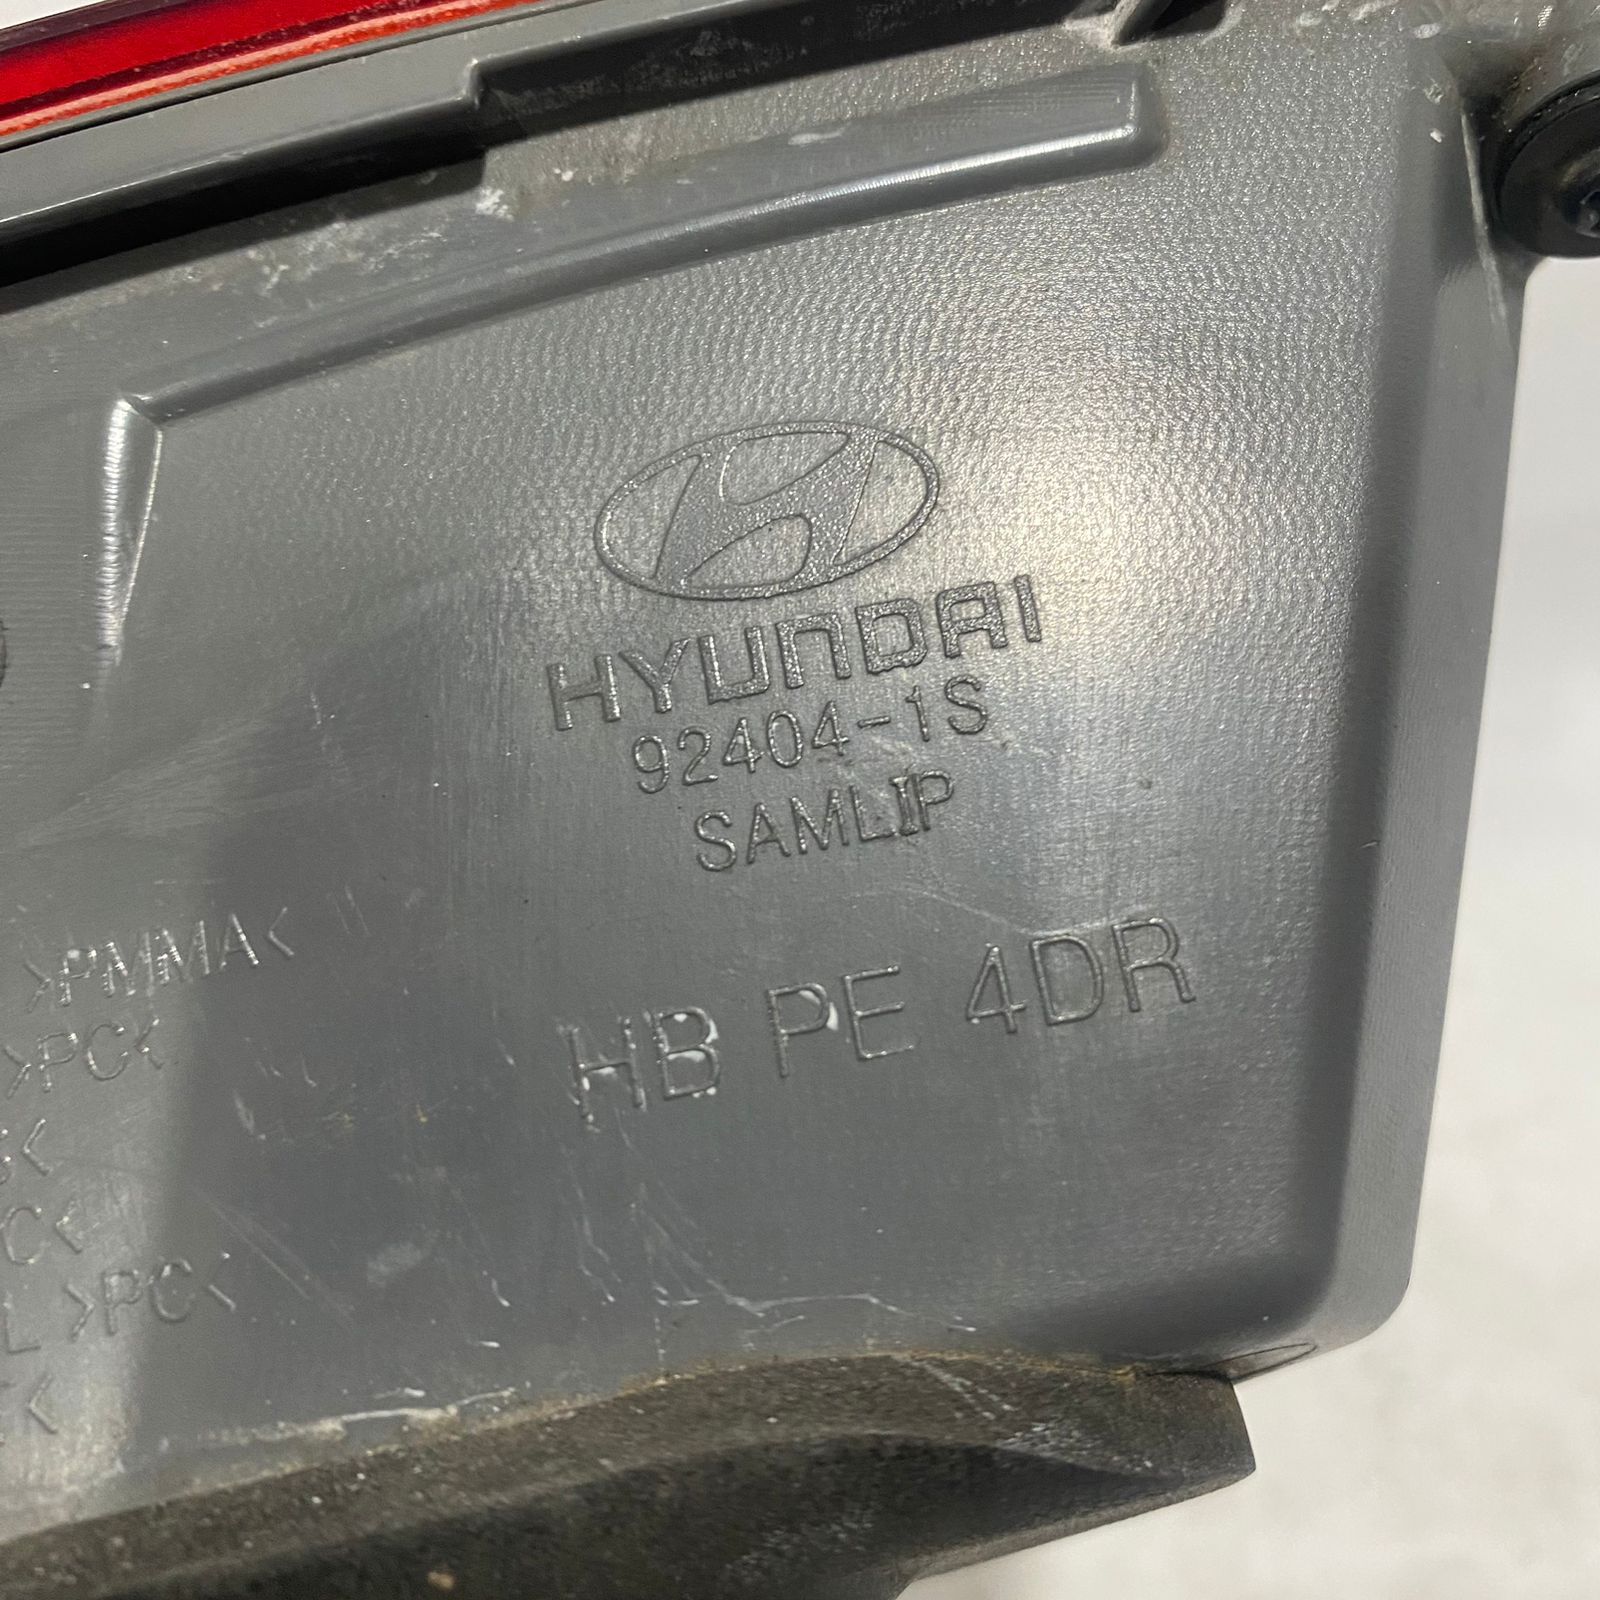 HYUNDAI
92404-1S
SAMLIP
HB PE 4DR
>PMMA<
>PC<
L >PC<